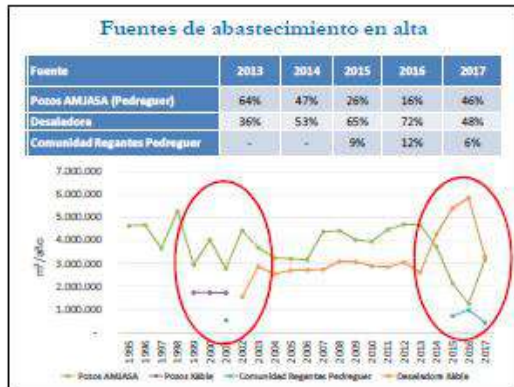 Fuentes de abastecimiento en alta
Fuente 2013 2014 2015 2016 2017
Pozos AMJASA (Pedreguer) 64% 47% 26% 16% 46%
Desaladora 36% 53% 65% 72% 48%
Comunidad Regantes Pedreguer - - 9% 12% 6%
7.000.000
6.000.000
5.000.000
4.000.000
3.000.000
2.000.000
1.000.000
-
m³/año
1995 1996 1997 1998 1999 2000 2001 2002 2003 2004 2005 2006 2007 2008 2009 2010 2011 2012 2013 2014 2015 2016 2017
Pozos AMJASA Pozos Xàbia Comunidad Regantes Pedreguer Desaladora Xàbia